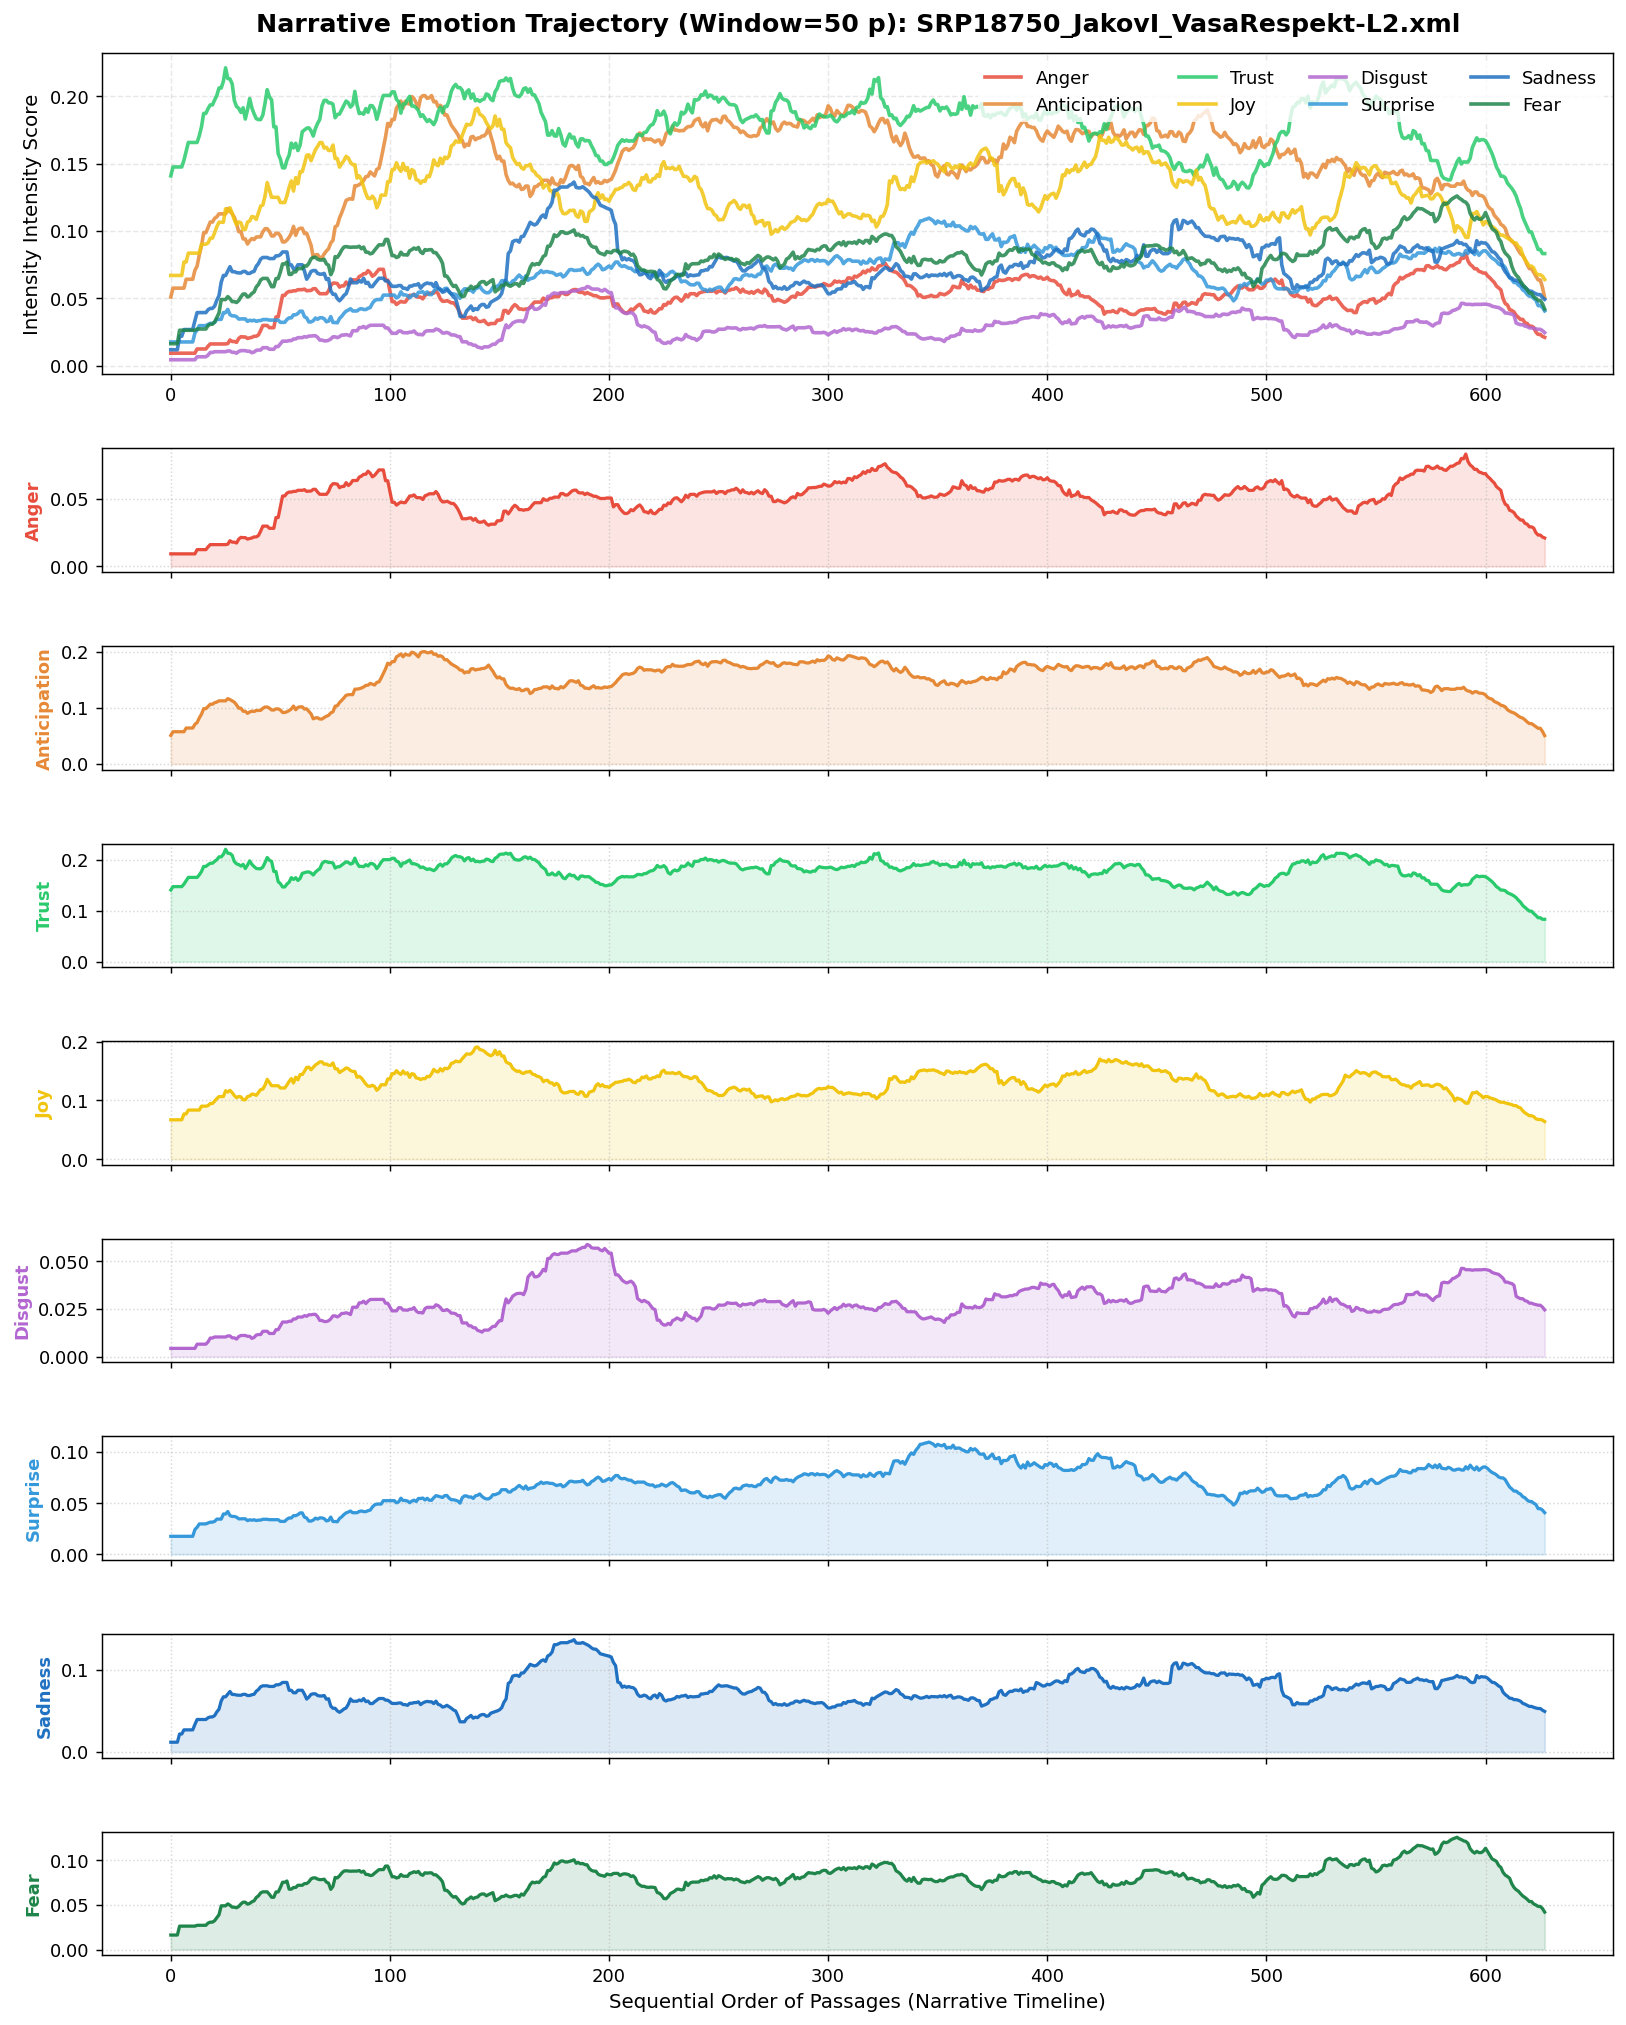 Narrative Emotion Trajectory (Window=50 p): SRP18750_JakovI_VasaRespekt-L2.xml
Intensity Intensity Score
0.20
0.15
0.10
0.05
0.00
Anger Trust Disgust Sadness
Anticipation Joy Surprise Fear
0 100 200 300 400 500 600
Anger
0.05
0.00
Anticipation
0.2
0.1
0.0
Trust
0.2
0.1
0.0
Joy
0.2
0.1
0.0
Disgust
0.050
0.025
0.000
Surprise
0.10
0.05
0.00
Sadness
0.1
0.0
Fear
0.10
0.05
0.00
0 100 200 300 400 500 600
Sequential Order of Passages (Narrative Timeline)